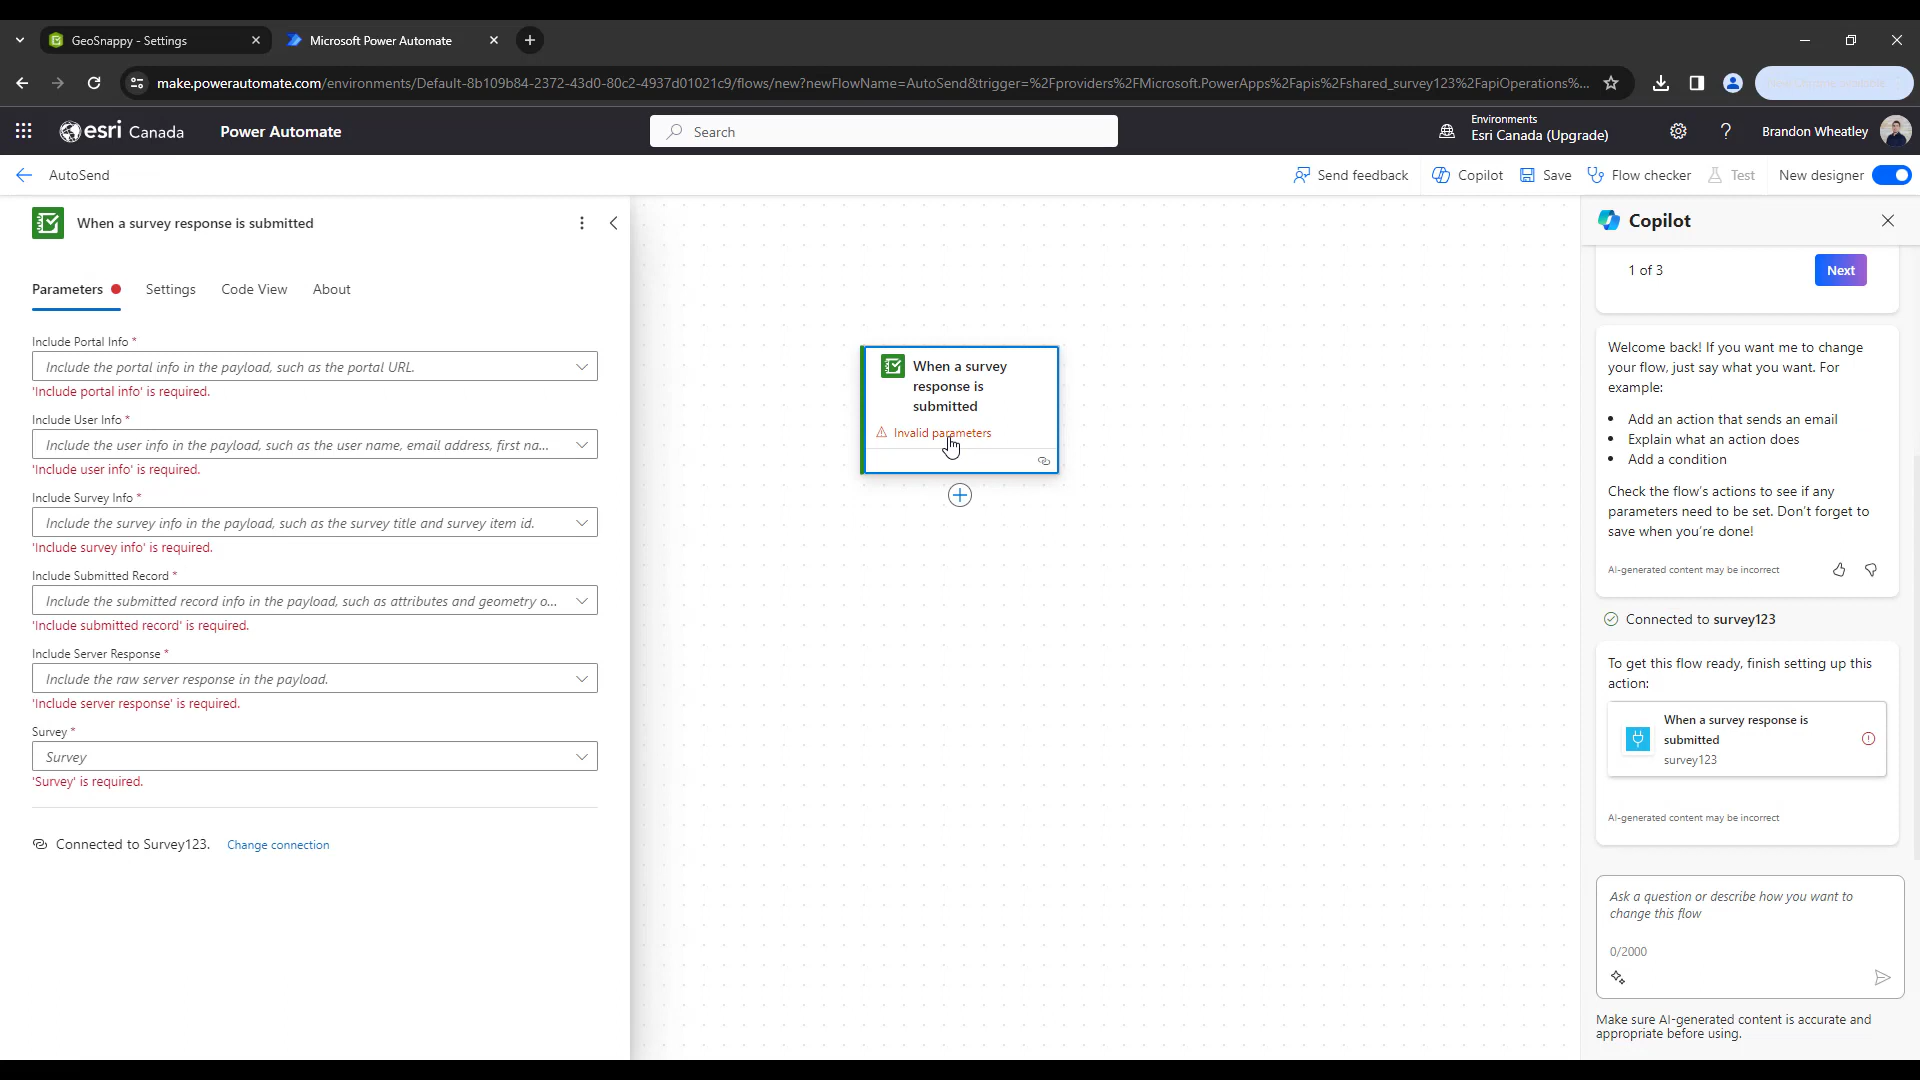 GeoSnappy - Settings
Microsoft Power Automate
make.powerautomate.com/environments/Default-8b109b84-2372-43d0-80c2-4937d01021c9/flows/new?newFlowName=AutoSend&trigger=%2Fproviders%2FMicrosoft.PowerApps%2Fapis%2Fshared_survey123%2FapiOperations%...
esri Canada
Power Automate
Search
Environments
Esri Canada (Upgrade)
?
Brandon Wheatley
AutoSend
Send feedback
Copilot
Save
Flow checker
Test
New designer
When a survey response is submitted
Parameters
Settings
Code View
About
Include Portal Info *
Include the portal info in the payload, such as the portal URL.
'Include portal info' is required.
Include User Info *
Include the user info in the payload, such as the user name, email address, first na...
'Include user info' is required.
Include Survey Info *
Include the survey info in the payload, such as the survey title and survey item id.
'Include survey info' is required.
Include Submitted Record *
Include the submitted record info in the payload, such as attributes and geometry o...
'Include submitted record' is required.
Include Server Response *
Include the raw server response in the payload.
'Include server response' is required.
Survey *
Survey
'Survey' is required.
Connected to Survey123.
Change connection
When a survey
response is
submitted
Invalid parameters
Copilot
1 of 3
Next
Welcome back! If you want me to change
your flow, just say what you want. For
example:
• Add an action that sends an email
• Explain what an action does
• Add a condition
Check the flow's actions to see if any
parameters need to be set. Don't forget to
save when you're done!
AI-generated content may be incorrect
Connected to survey123
To get this flow ready, finish setting up this
action:
When a survey response is
submitted
survey123
AI-generated content may be incorrect
Ask a question or describe how you want to
change this flow
0/2000
Make sure AI-generated content is accurate and
appropriate before using.